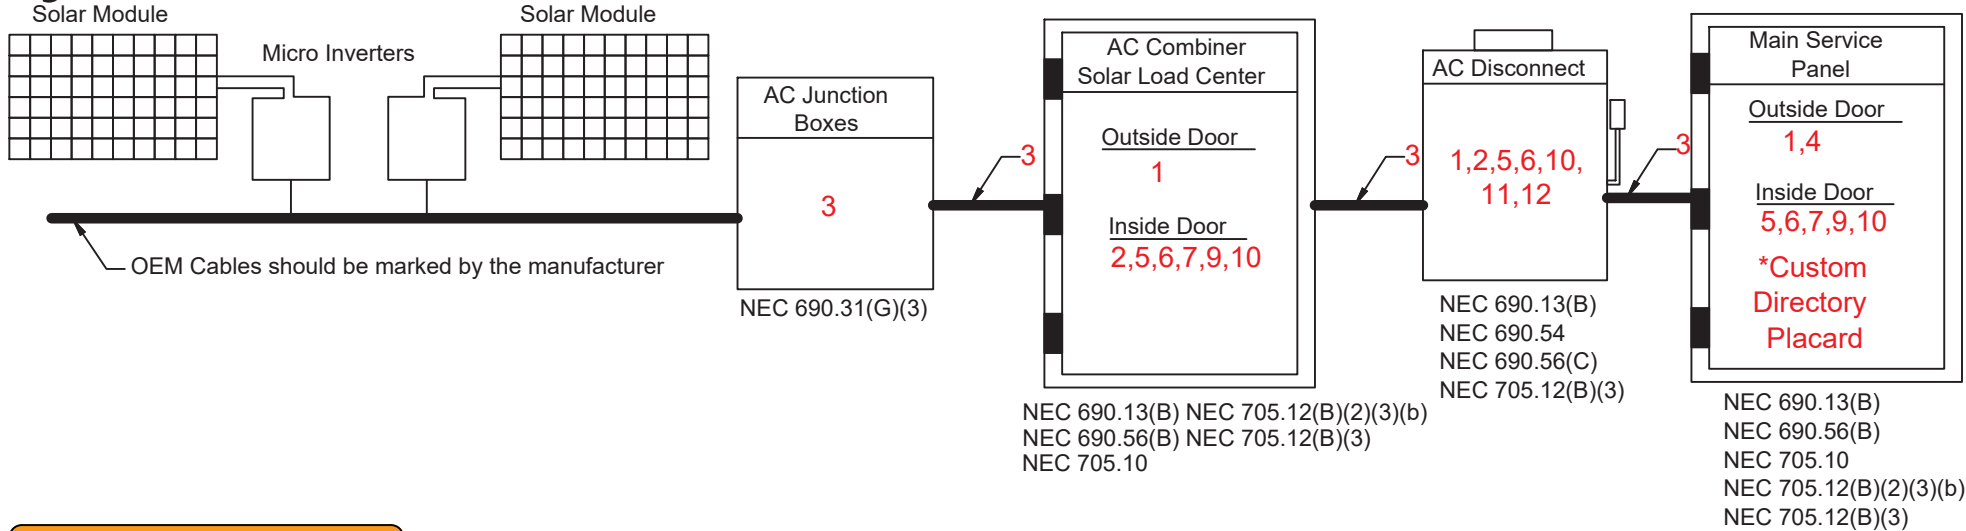 Solar Module
Solar Module
Micro Inverters
OEM Cables should be marked by the manufacturer
AC Junction
Boxes
3
NEC 690.31(G)(3)
3
AC Combiner
Solar Load Center
Outside Door
1
Inside Door
2,5,6,7,9,10
NEC 690.13(B) NEC 705.12(B)(2)(3)(b)
NEC 690.56(B) NEC 705.12(B)(3)
NEC 705.10
3
AC Disconnect
1,2,5,6,10,
11,12
NEC 690.13(B)
NEC 690.54
NEC 690.56(C)
NEC 705.12(B)(3)
3
Main Service
Panel
Outside Door
1,4
Inside Door
5,6,7,9,10
*Custom
Directory
Placard
NEC 690.13(B)
NEC 690.56(B)
NEC 705.10
NEC 705.12(B)(2)(3)(b)
NEC 705.12(B)(3)